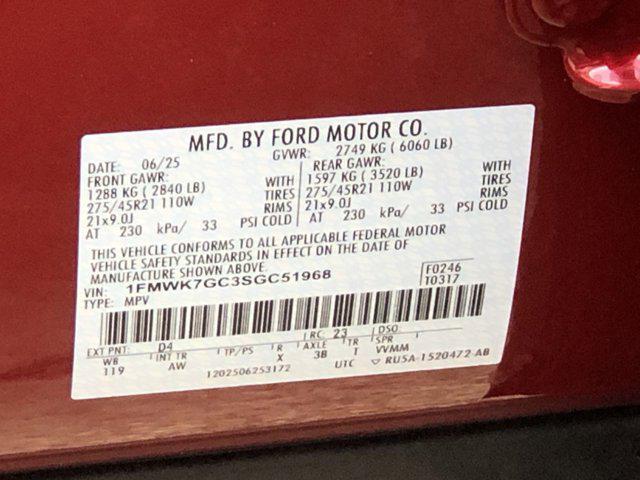 MFD. BY FORD MOTOR CO.
DATE: 06/25 GVWR: 2749 KG ( 6060 LB)
FRONT GAWR: REAR GAWR:
1288 KG ( 2840 LB) WITH 1597 KG ( 3520 LB) WITH
275/45R21 110W TIRES 275/45R21 110W TIRES
21x9.0J RIMS 21x9.0J RIMS
AT 230 kPa/ 33 PSI COLD AT 230 kPa/ 33 PSI COLD
THIS VEHICLE CONFORMS TO ALL APPLICABLE FEDERAL MOTOR
VEHICLE SAFETY STANDARDS IN EFFECT ON THE DATE OF
MANUFACTURE SHOWN ABOVE.
VIN: 1FMWK7GC3SGC51968 F0246
TYPE: MPV T0317
EXT PNT: D4 RC: 23 DSO:
WB INT TR TP/PS R AXLE TR SPR
119 AW X 3B T VVMM
1202506253172 UTC RU5A-1520472-AB